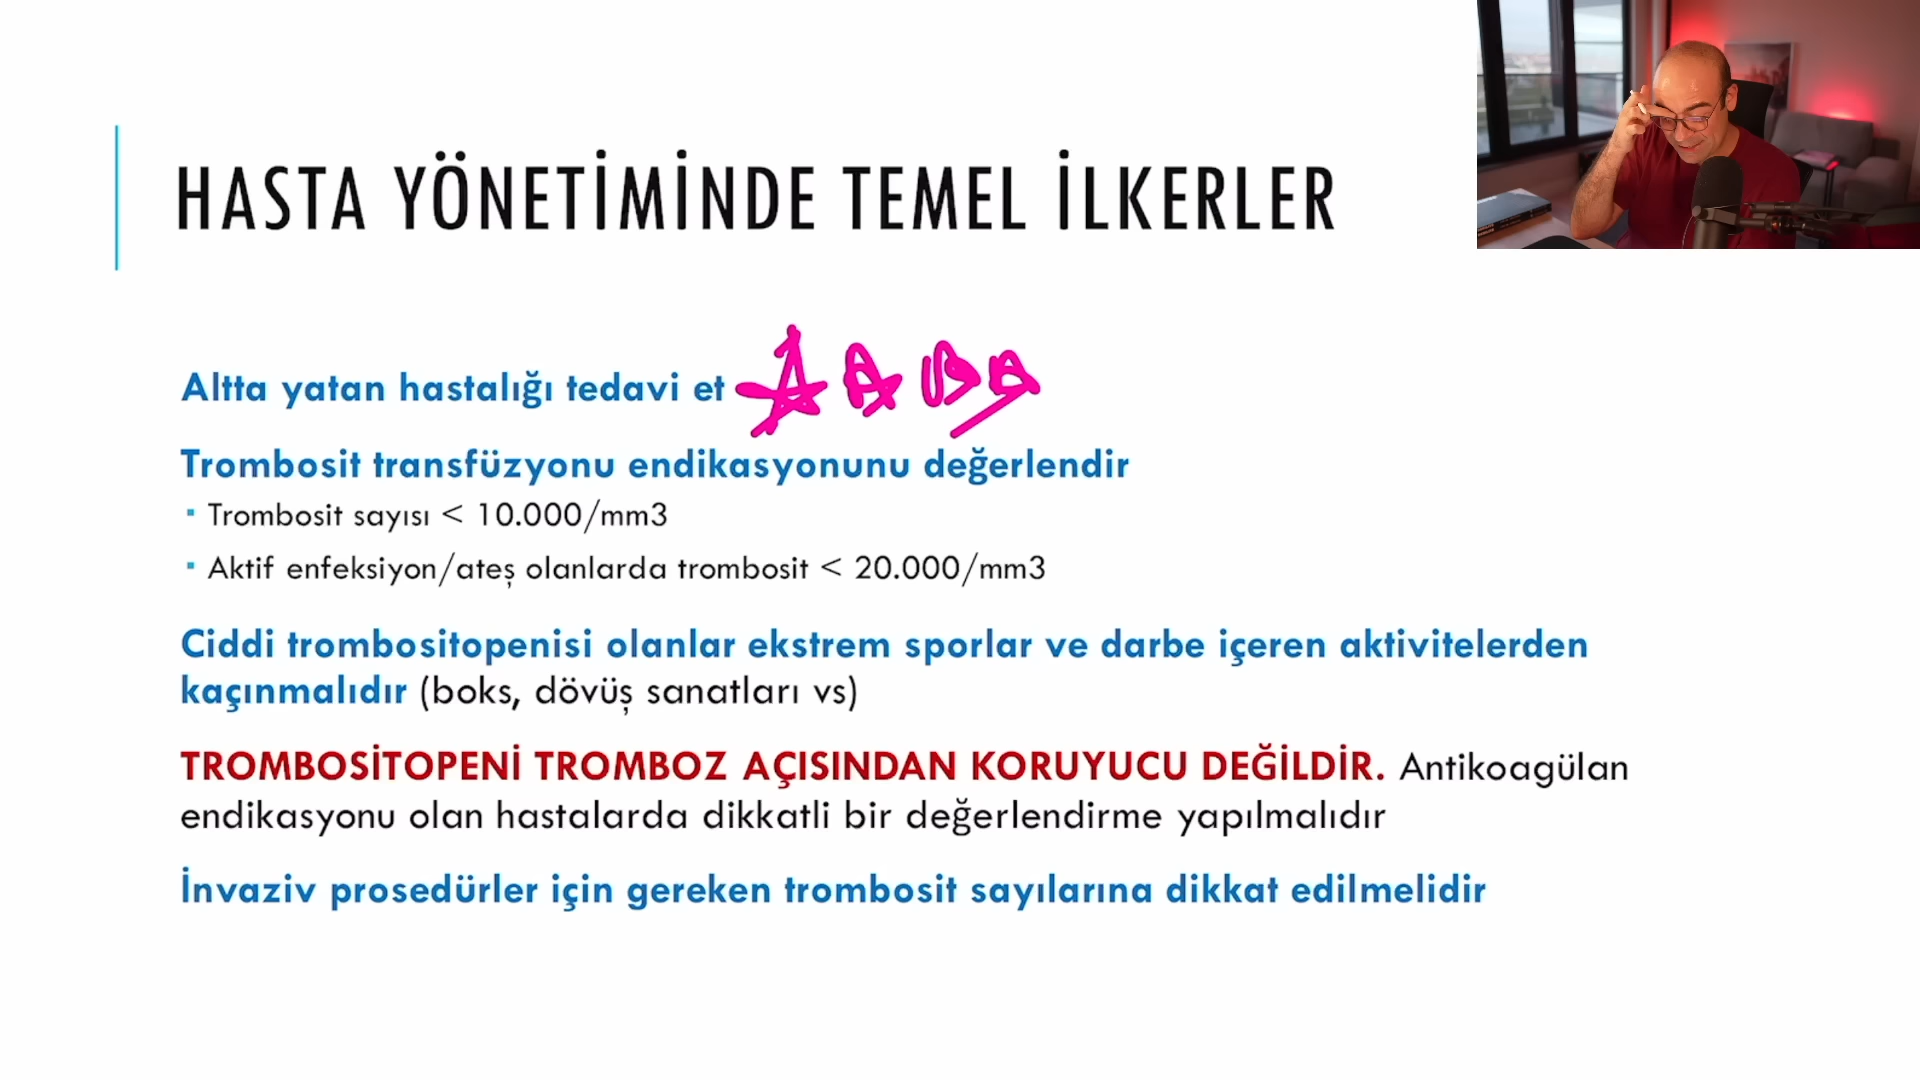 HASTA YÖNETİMİNDE TEMEL İLKERLER
Altta yatan hastalığı tedavi et
Trombosit transfüzyonu endikasyonunu değerlendir
▪ Trombosit sayısı < 10.000/mm3
▪ Aktif enfeksiyon/ateş olanlarda trombosit < 20.000/mm3
Ciddi trombositopenisi olanlar ekstrem sporlar ve darbe içeren aktivitelerden
kaçınmalıdır (boks, dövüş sanatları vs)
TROMBOSİTOPENİ TROMBOZ AÇISINDAN KORUYUCU DEĞİLDİR. Antikoagülan
endikasyonu olan hastalarda dikkatli bir değerlendirme yapılmalıdır
İnvaziv prosedürler için gereken trombosit sayılarına dikkat edilmelidir